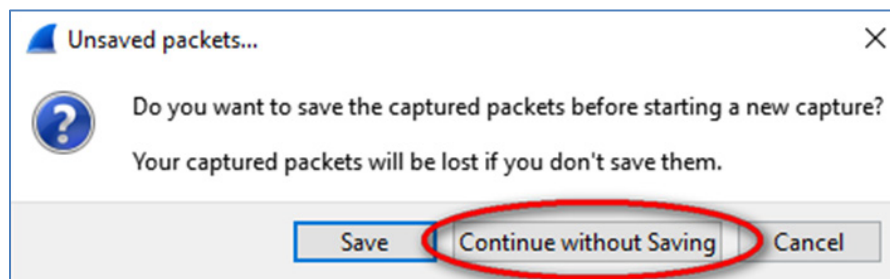 Unsaved packets...
Do you want to save the captured packets before starting a new capture?
Your captured packets will be lost if you don't save them.
Save Continue without Saving Cancel